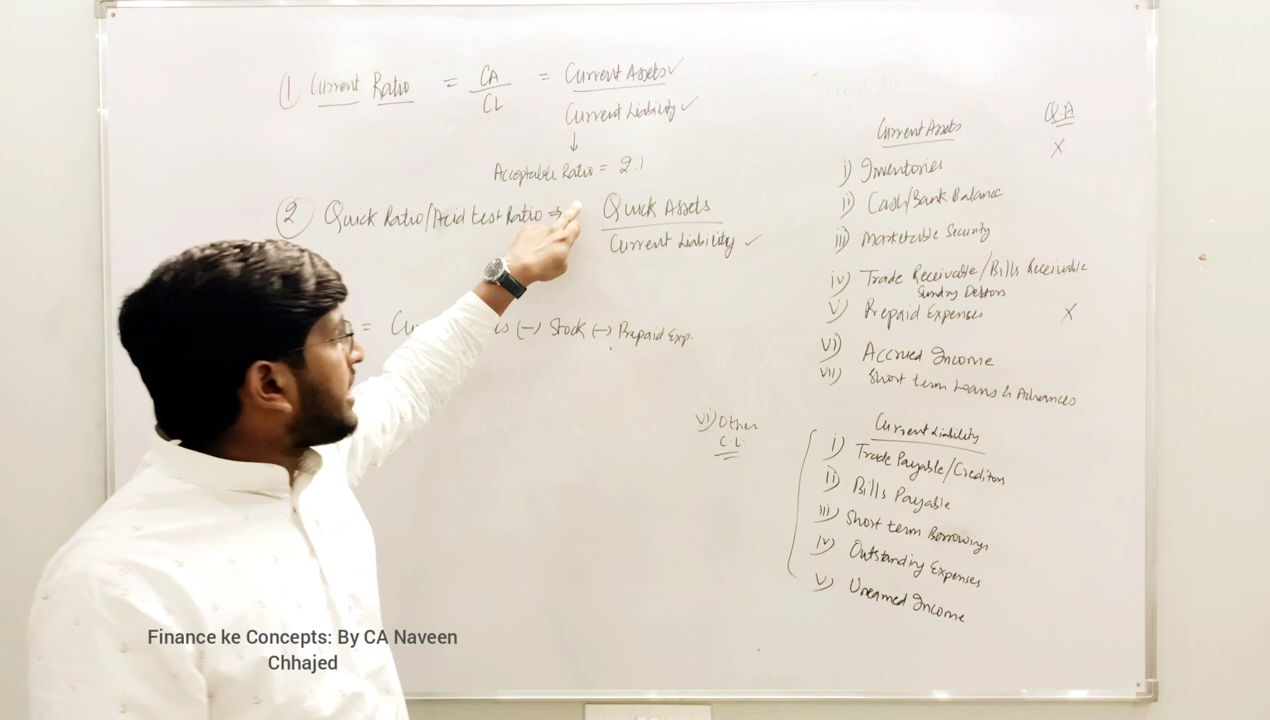 1 Current Ratio = CA / CL = Current Assets ✓ / Current Liability ✓
↓
Acceptable Ratio = 2:1
2 Quick Ratio/Acid test Ratio ⇒ Quick Assets / Current Liability ✓
= (-) Stock (-) Prepaid Exp.
Current Assets Q.A
i) Inventories X
ii) Cash/Bank Balance
iii) Marketable Security
iv) Trade Receivable/Bills Receivable
Sundry Debtors
v) Prepaid Expenses X
vi) Accrued Income
vii) Short term Loans & Advances
Current Liability
i) Trade Payable/Creditors
ii) Bills Payable
iii) Short term Borrowings
iv) Outstanding Expenses
v) Unearned Income
vi) Other
C.L.
Finance ke Concepts: By CA Naveen
Chhajed